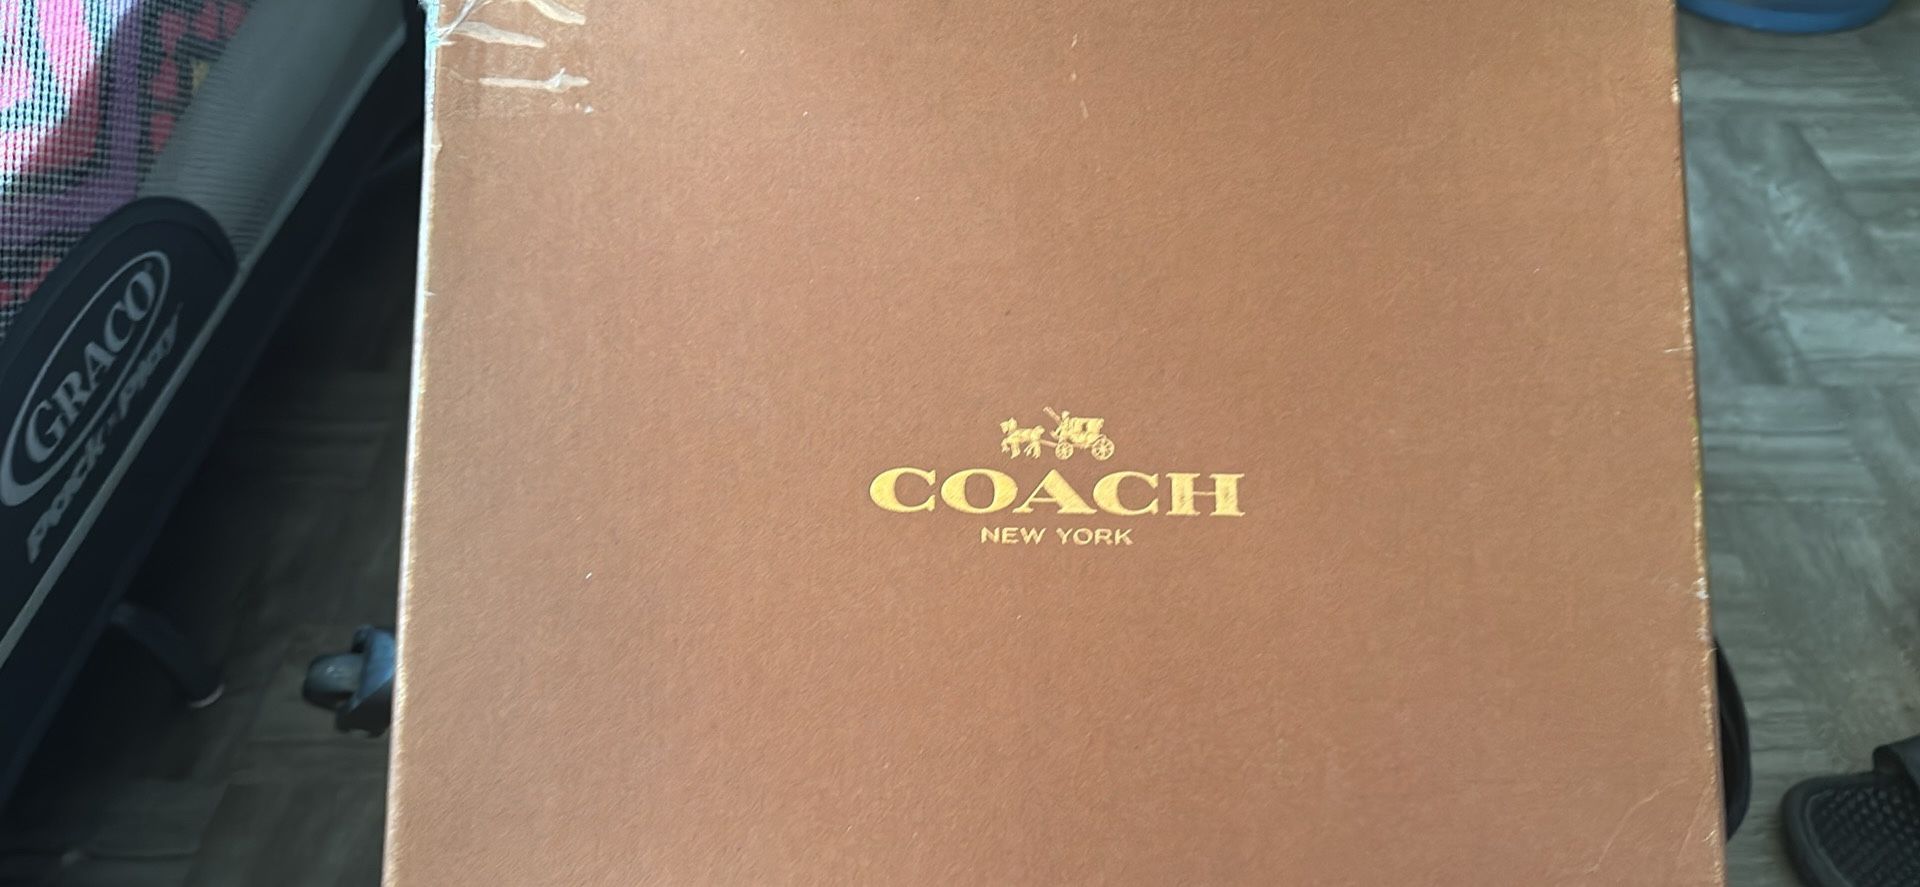 GRACO
Pack 'n Play
COACH
NEW YORK